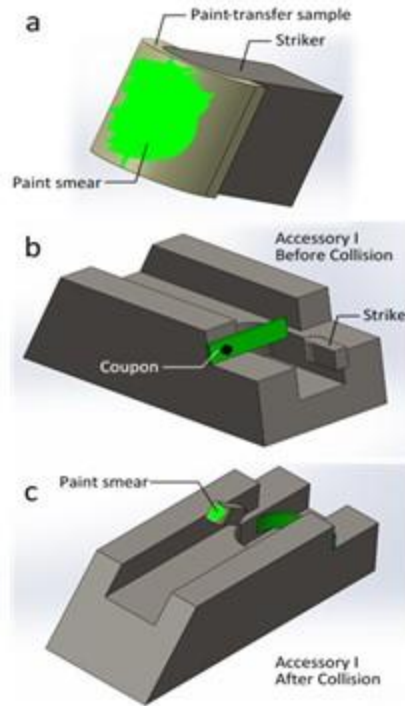 a
Paint-transfer sample
Striker
Paint smear
b
Accessory I
Before Collision
Strike
Coupon
c
Paint smear
Accessory I
After Collision